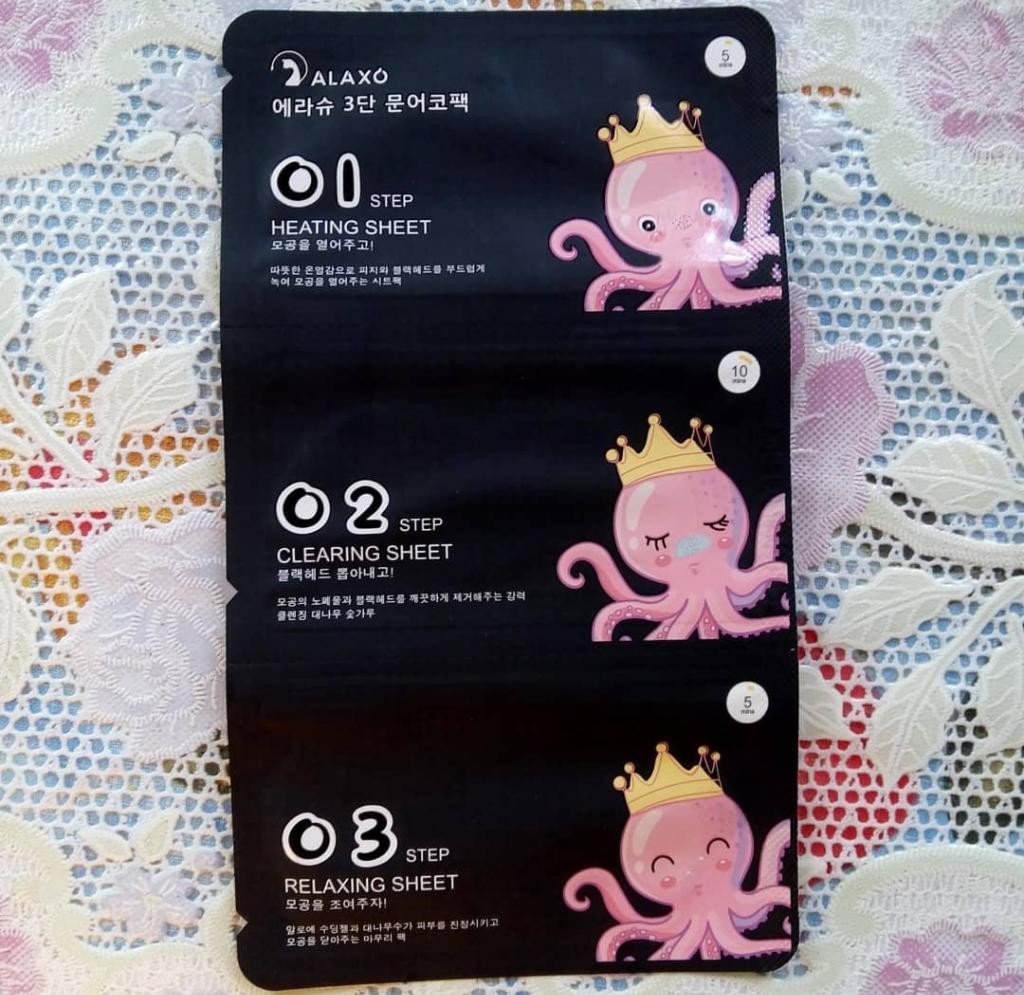 ALAXO
에라슈 3단 문어코팩
5
01 STEP
HEATING SHEET
모공을 열어주고!
따뜻한 온열감으로 피지와 블랙헤드를 부드럽게
녹여 모공을 열어주는 시트팩
10
02 STEP
CLEARING SHEET
블랙헤드 뽑아내고!
모공의 노폐물과 블랙헤드를 깨끗하게 제거해주는 강력
클렌징 대나무 숯가루
5
03 STEP
RELAXING SHEET
모공을 조여주자!
알로에 수딩젤과 대나무수가 피부를 진정시키고
모공을 닫아주는 마무리 팩